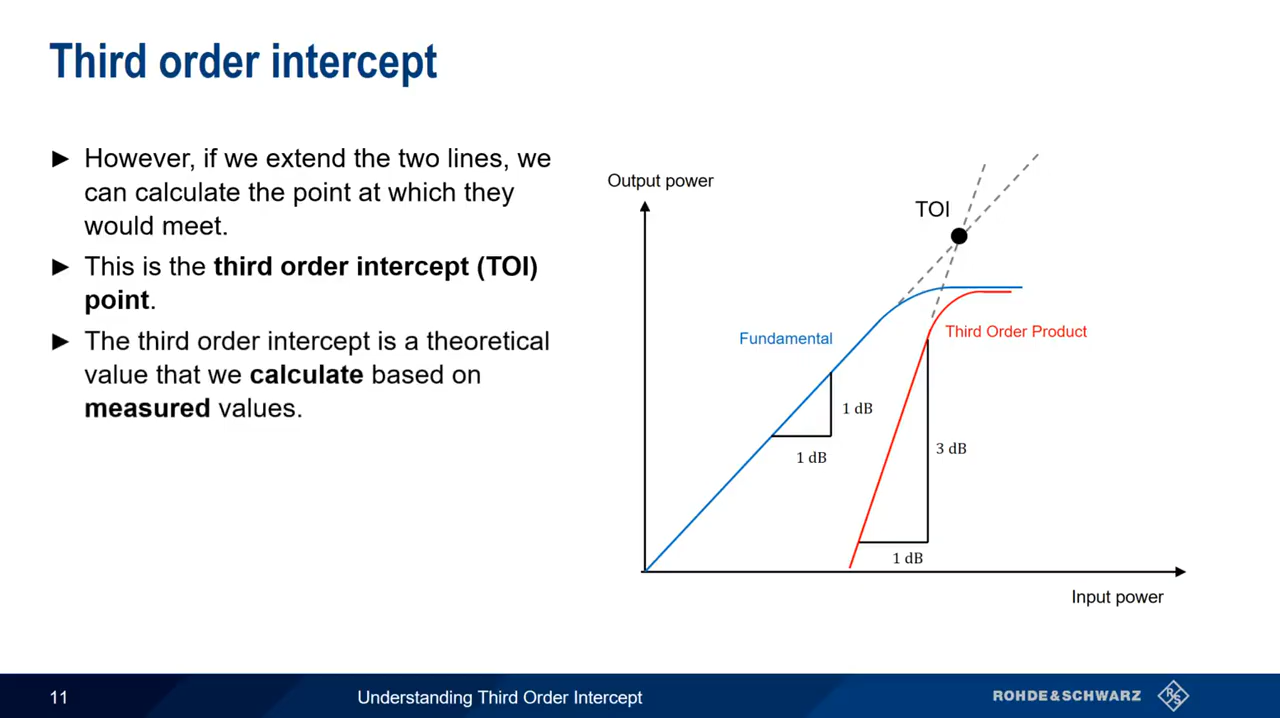 Third order intercept
► However, if we extend the two lines, we
can calculate the point at which they
would meet.
► This is the third order intercept (TOI)
point.
► The third order intercept is a theoretical
value that we calculate based on
measured values.
Output power
TOI
Fundamental
Third Order Product
1 dB
1 dB
3 dB
1 dB
Input power
11
Understanding Third Order Intercept
ROHDE&SCHWARZ
R&S